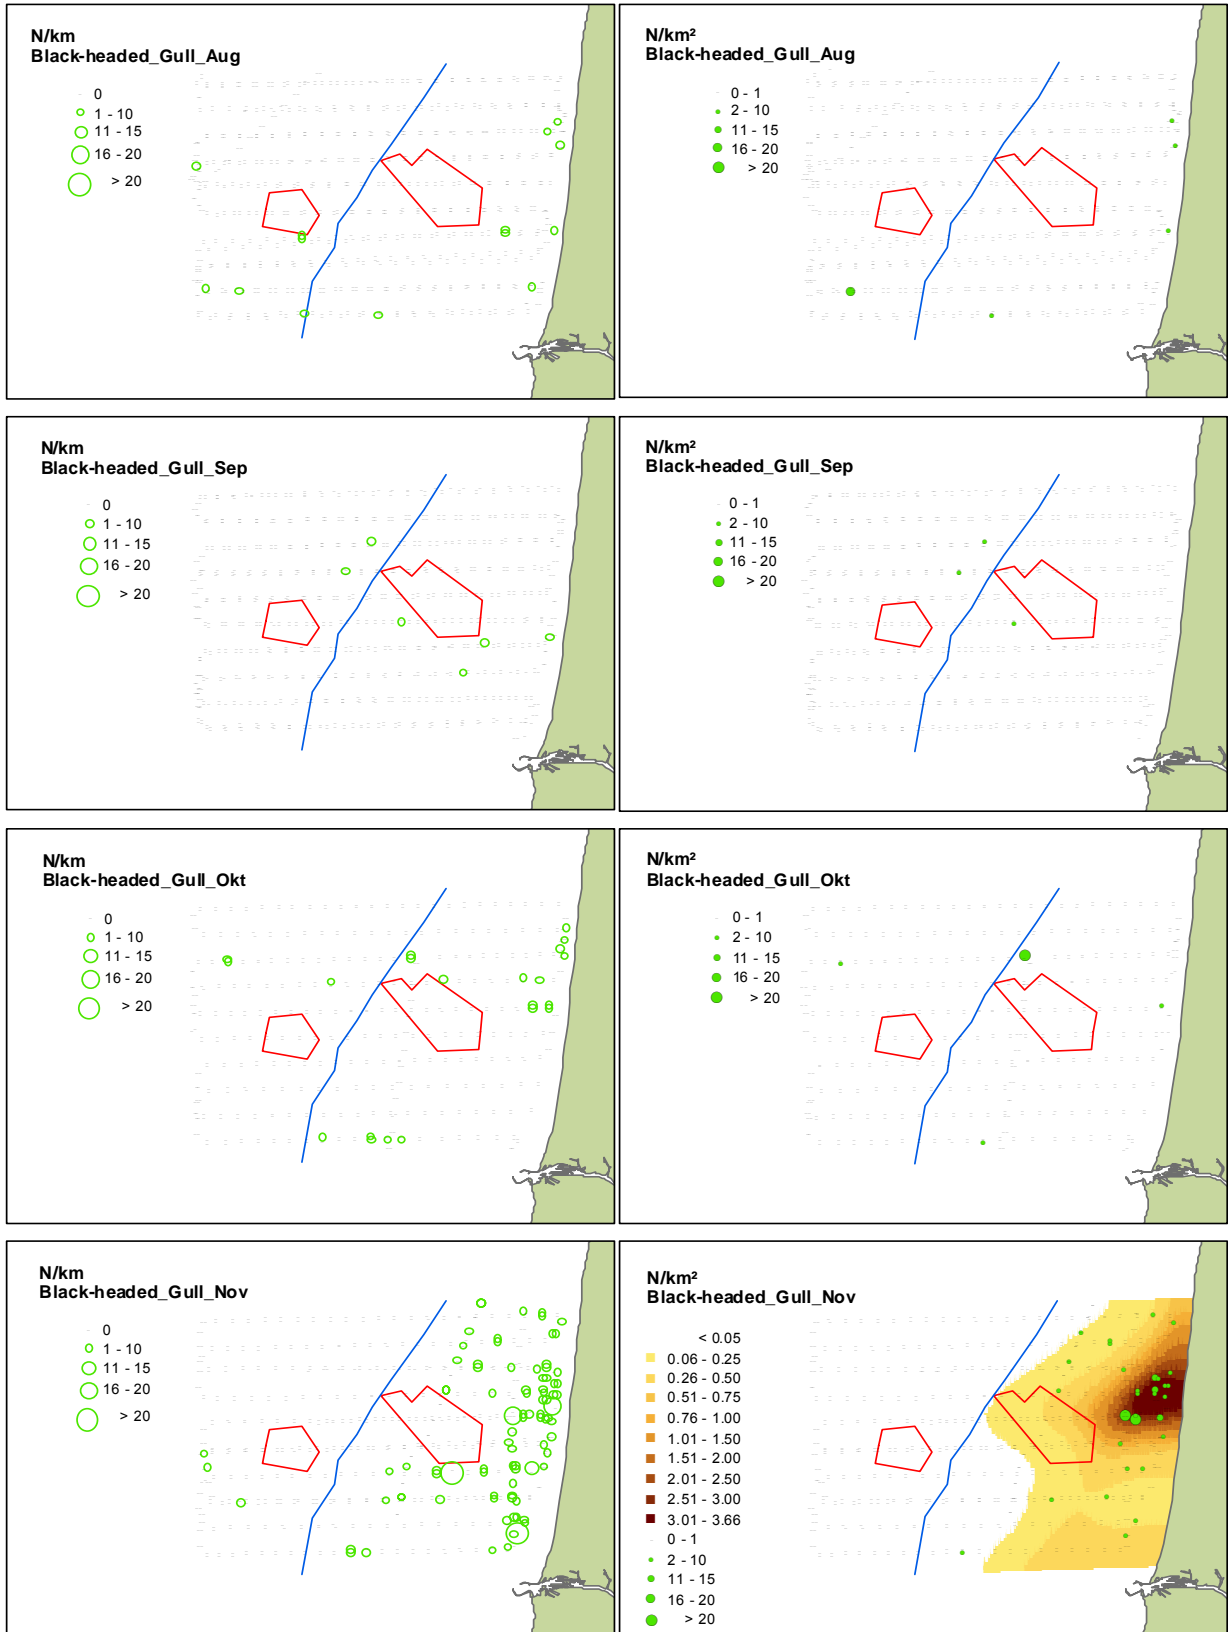 N/km
Black-headed_Gull_Aug
0
1 - 10
11 - 15
16 - 20
> 20
N/km²
Black-headed_Gull_Aug
0 - 1
2 - 10
11 - 15
16 - 20
> 20
N/km
Black-headed_Gull_Sep
0
1 - 10
11 - 15
16 - 20
> 20
N/km²
Black-headed_Gull_Sep
0 - 1
2 - 10
11 - 15
16 - 20
> 20
N/km
Black-headed_Gull_Okt
0
1 - 10
11 - 15
16 - 20
> 20
N/km²
Black-headed_Gull_Okt
0 - 1
2 - 10
11 - 15
16 - 20
> 20
N/km
Black-headed_Gull_Nov
0
1 - 10
11 - 15
16 - 20
> 20
N/km²
Black-headed_Gull_Nov
< 0.05
0.06 - 0.25
0.26 - 0.50
0.51 - 0.75
0.76 - 1.00
1.01 - 1.50
1.51 - 2.00
2.01 - 2.50
2.51 - 3.00
3.01 - 3.66
0 - 1
2 - 10
11 - 15
16 - 20
> 20